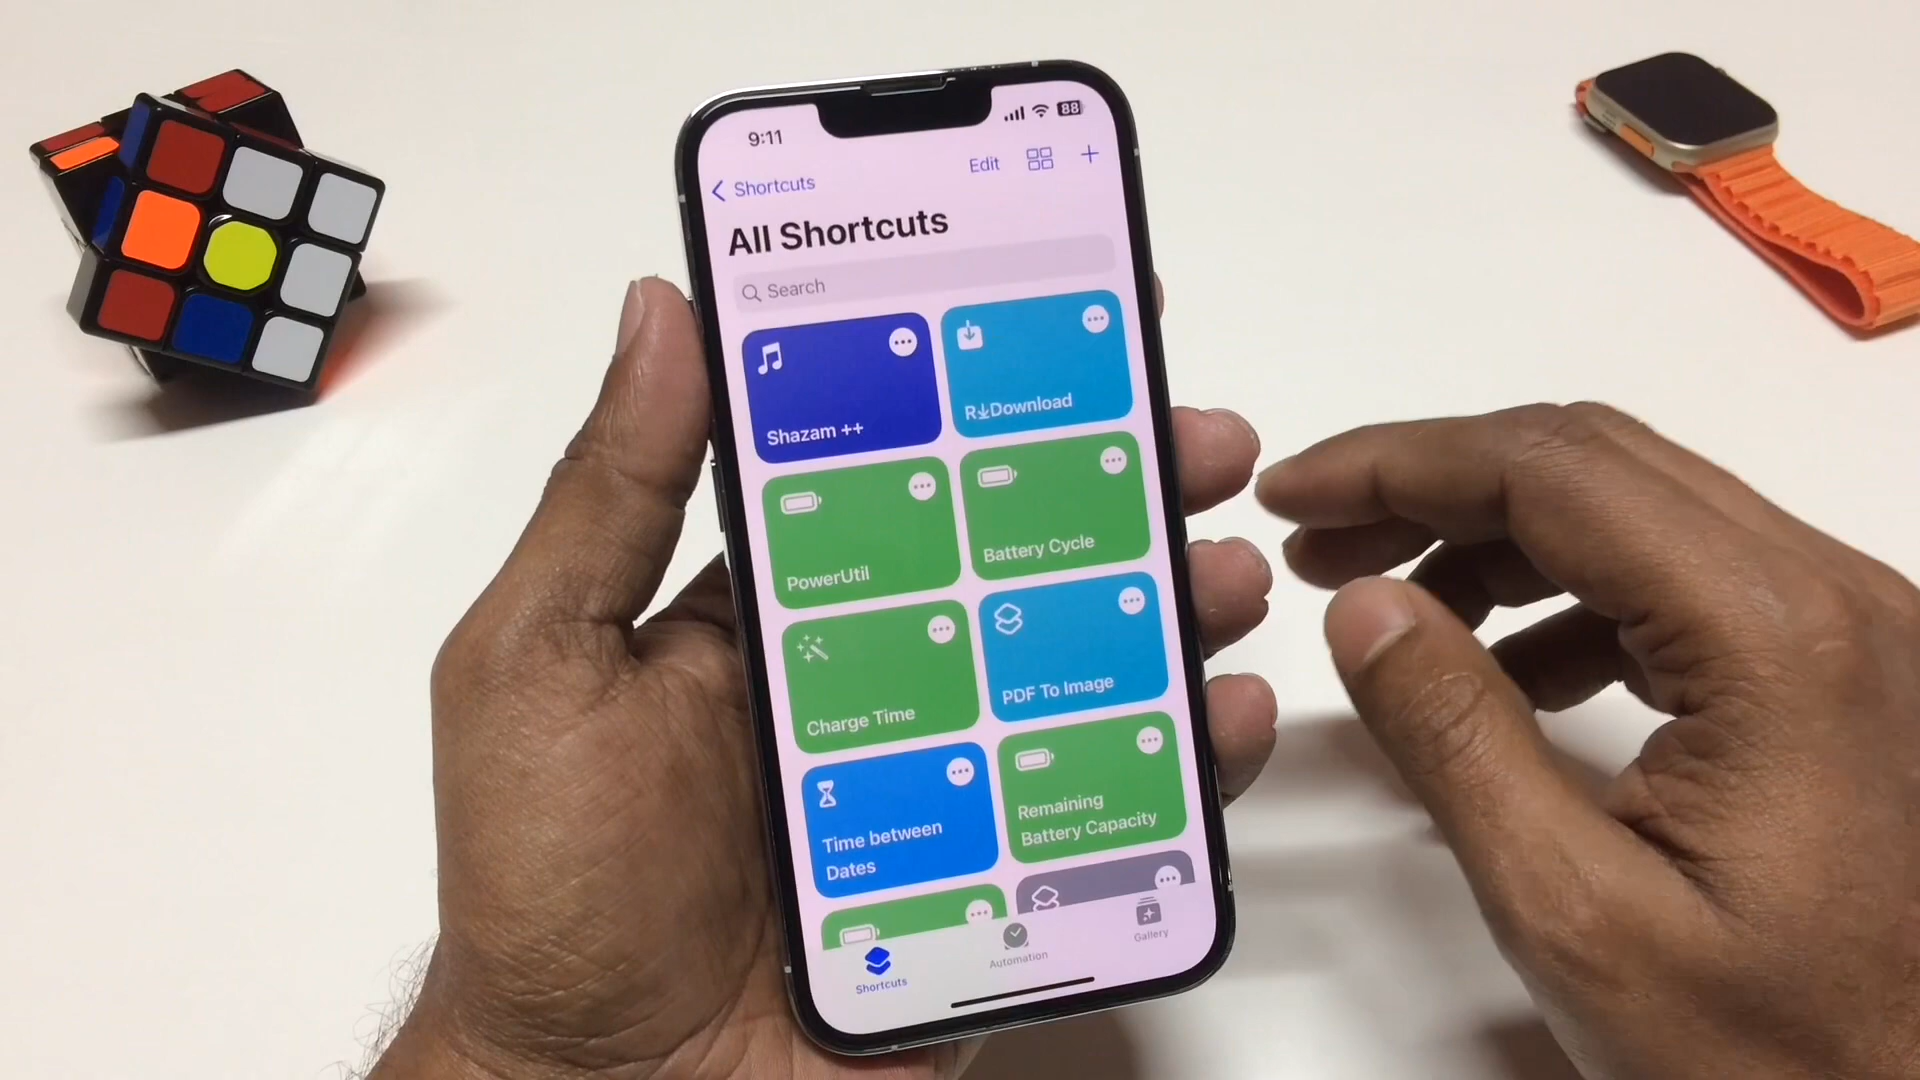 9:11
88
Shortcuts
Edit
All Shortcuts
Search
Shazam ++
R↓Download
PowerUtil
Battery Cycle
Charge Time
PDF To Image
Time between
Dates
Remaining
Battery Capacity
Shortcuts
Automation
Gallery